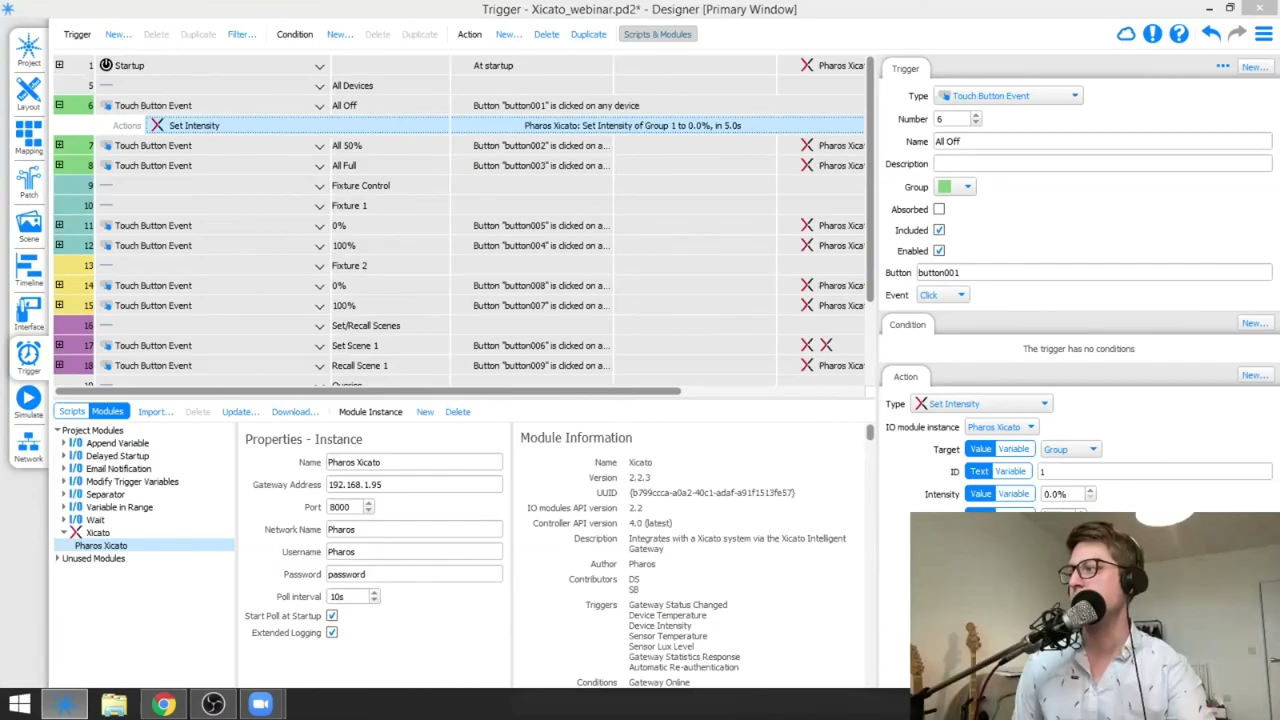 Trigger - Xicato_webinar.pd2* - Designer [Primary Window]
Trigger New... Delete Duplicate Filter... Condition New... Delete Duplicate Action New... Delete Duplicate Scripts & Modules
Project
Layout
Mapping
Patch
Scene
Timeline
Interface
Trigger
Simulate
Network
1 Startup At startup Pharos Xicat
5 All Devices
6 Touch Button Event All Off Button "button001" is clicked on any device
Actions Set Intensity Pharos Xicato: Set Intensity of Group 1 to 0.0%, in 5.0s
7 Touch Button Event All 50% Button "button002" is clicked on a... Pharos Xicat
8 Touch Button Event All Full Button "button003" is clicked on a... Pharos Xicat
9 Fixture Control
10 Fixture 1
11 Touch Button Event 0% Button "button005" is clicked on a... Pharos Xicat
12 Touch Button Event 100% Button "button004" is clicked on a... Pharos Xicat
13 Fixture 2
14 Touch Button Event 0% Button "button008" is clicked on a... Pharos Xicat
15 Touch Button Event 100% Button "button007" is clicked on a... Pharos Xicat
16 Set/Recall Scenes
17 Touch Button Event Set Scene 1 Button "button006" is clicked on a...
18 Touch Button Event Recall Scene 1 Button "button009" is clicked on a... Pharos Xicat
Trigger
New...
Type Touch Button Event
Number 6
Name All Off
Description
Group
Absorbed
Included
Enabled
Button button001
Event Click
Condition New...
The trigger has no conditions
Action New...
Type Set Intensity
IO module instance Pharos Xicato
Target Value Variable Group
ID Text Variable 1
Intensity Value Variable 0.0%
Scripts Modules Import... Delete Update... Download... Module Instance New Delete
Project Modules
I/O Append Variable
I/O Delayed Startup
I/O Email Notification
I/O Modify Trigger Variables
I/O Separator
I/O Variable in Range
I/O Wait
Xicato
Pharos Xicato
Unused Modules
Properties - Instance
Name Pharos Xicato
Gateway Address 192.168.1.95
Port 8000
Network Name Pharos
Username Pharos
Password password
Poll interval 10s
Start Poll at Startup
Extended Logging
Module Information
Name Xicato
Version 2.2.3
UUID {b799ccca-a0a2-40c1-adaf-a91f1513fe57}
IO modules API version 2.2
Controller API version 4.0 (latest)
Description Integrates with a Xicato system via the Xicato Intelligent
Gateway
Author Pharos
Contributors DS
SB
Triggers Gateway Status Changed
Device Temperature
Device Intensity
Sensor Temperature
Sensor Lux Level
Gateway Statistics Response
Automatic Re-authentication
Conditions Gateway Online